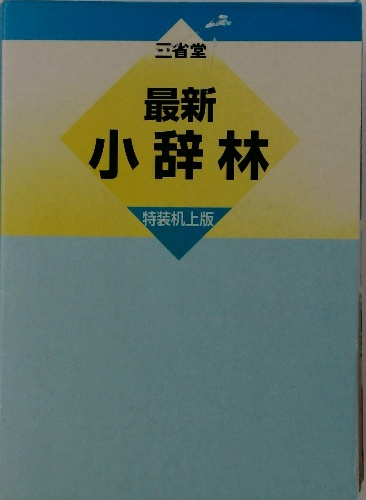 三省堂
最新
小辞林
特装机上版